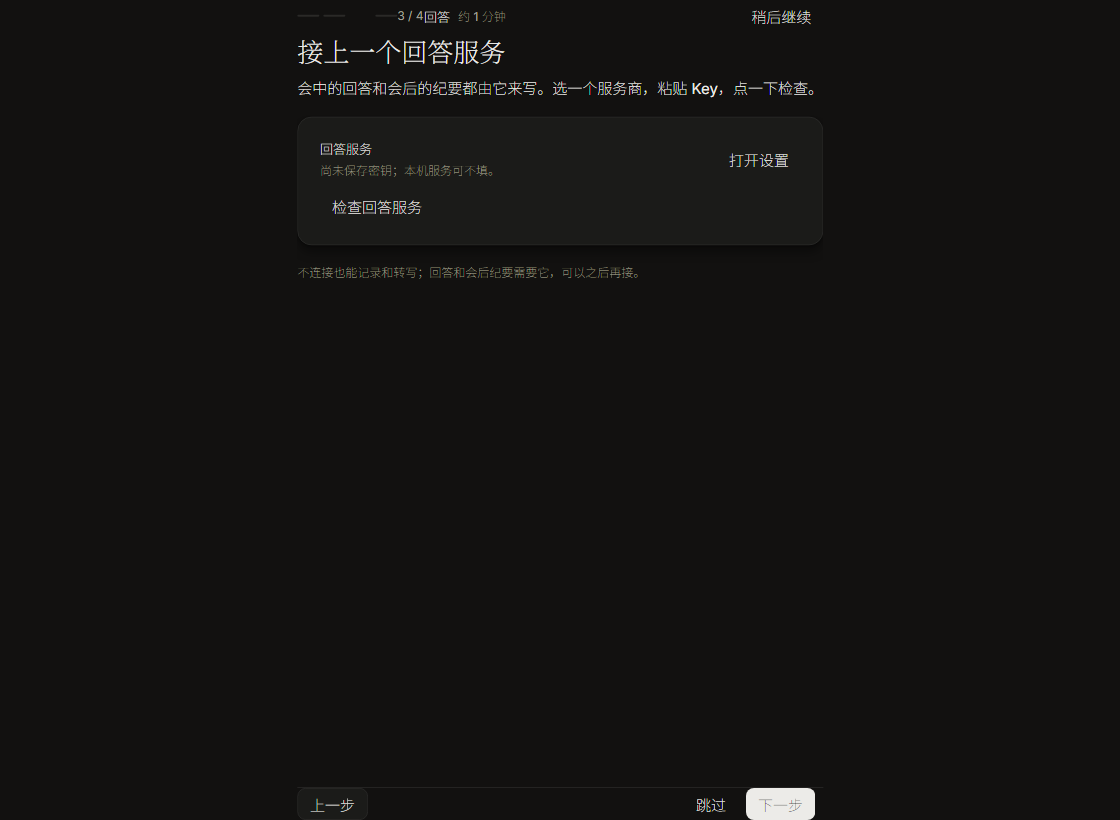 3 / 4 回答 约 1 分钟 稍后继续
接上一个回答服务
会中的回答和会后的纪要都由它来写。选一个服务商，粘贴 Key，点一下检查。
回答服务
尚未保存密钥；本机服务可不填。
打开设置
检查回答服务
不连接也能记录和转写；回答和会后纪要需要它，可以之后再接。
上一步 跳过 下一步